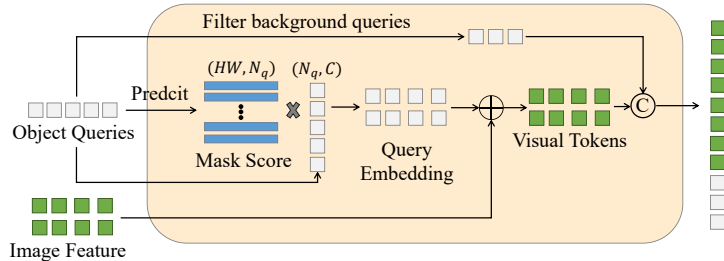 Filter background queries
(HW, N_q) (N_q, C)
Predcit
Object Queries
Mask Score
Query
Embedding
Visual Tokens
C
Image Feature